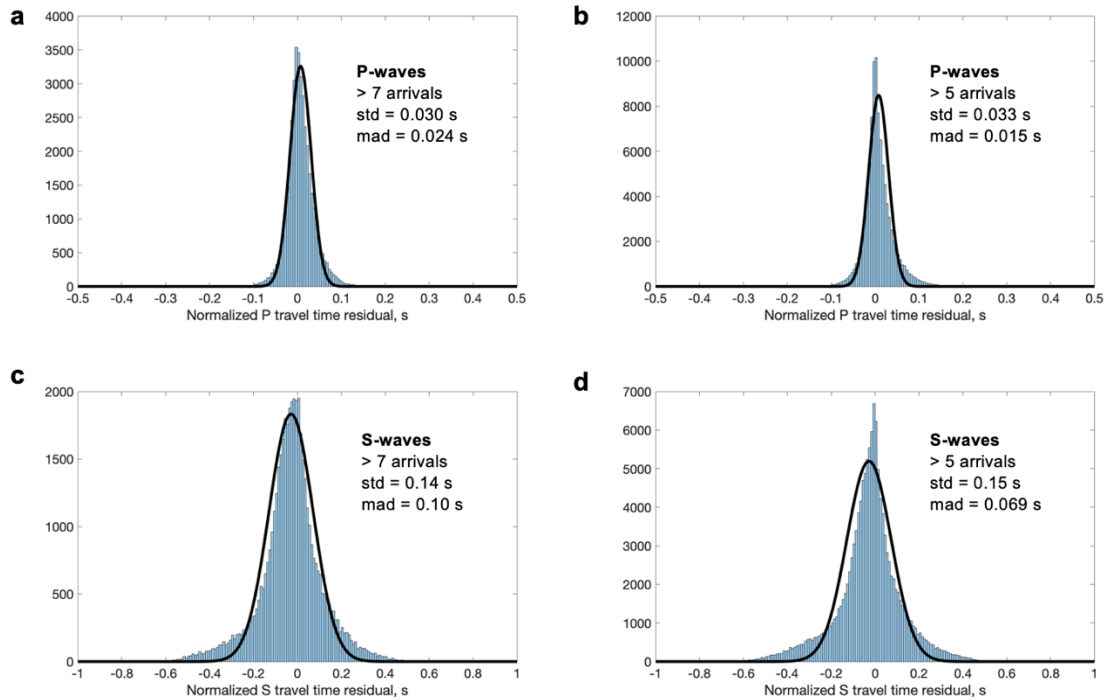 a
4000
3500
3000
2500
2000
1500
1000
500
0
-0.5 -0.4 -0.3 -0.2 -0.1 0 0.1 0.2 0.3 0.4 0.5
Normalized P travel time residual, s
P-waves
> 7 arrivals
std = 0.030 s
mad = 0.024 s
b
12000
10000
8000
6000
4000
2000
0
-0.5 -0.4 -0.3 -0.2 -0.1 0 0.1 0.2 0.3 0.4 0.5
Normalized P travel time residual, s
P-waves
> 5 arrivals
std = 0.033 s
mad = 0.015 s
c
2000
1500
1000
500
0
-1 -0.8 -0.6 -0.4 -0.2 0 0.2 0.4 0.6 0.8 1
Normalized S travel time residual, s
S-waves
> 7 arrivals
std = 0.14 s
mad = 0.10 s
d
7000
6000
5000
4000
3000
2000
1000
0
-1 -0.8 -0.6 -0.4 -0.2 0 0.2 0.4 0.6 0.8 1
Normalized S travel time residual, s
S-waves
> 5 arrivals
std = 0.15 s
mad = 0.069 s